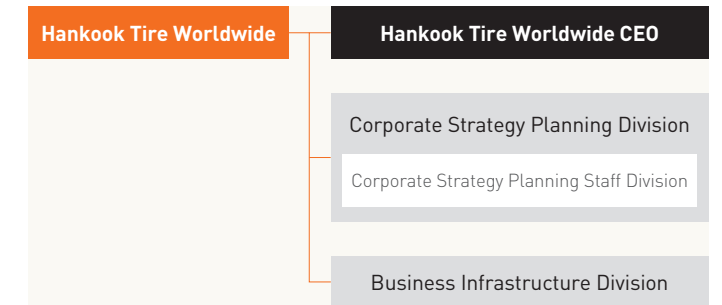 Hankook Tire Worldwide
Hankook Tire Worldwide CEO
Corporate Strategy Planning Division
Corporate Strategy Planning Staff Division
Business Infrastructure Division